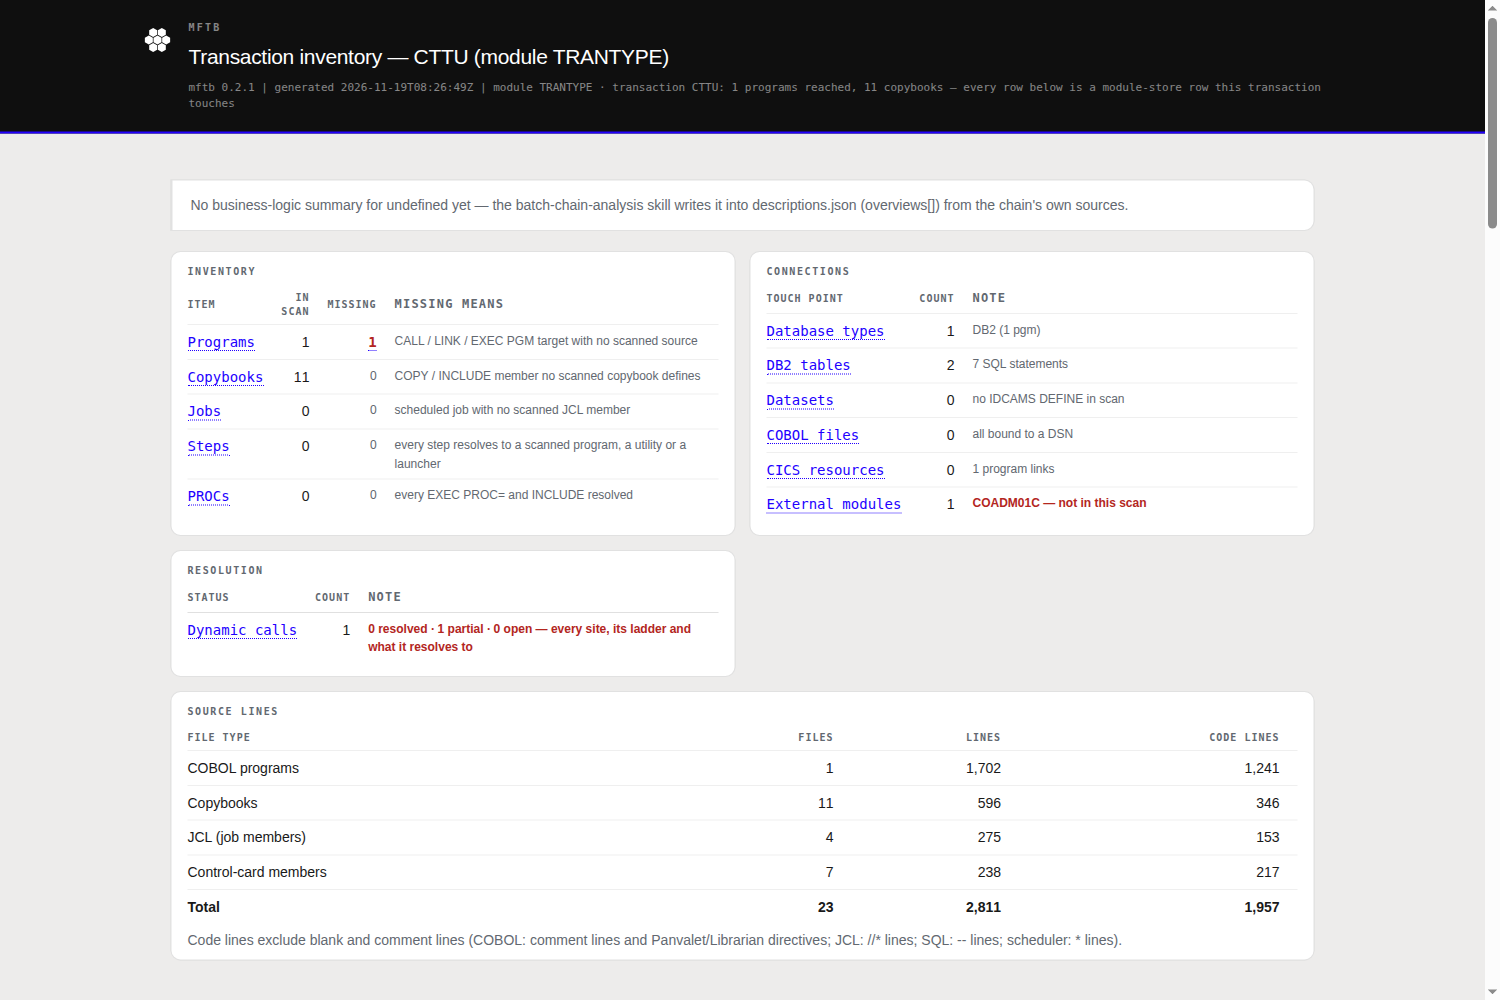 MFTB
Transaction inventory — CTTU (module TRANTYPE)
mftb 0.2.1 | generated 2026-11-19T08:26:49Z | module TRANTYPE · transaction CTTU: 1 programs reached, 11 copybooks — every row below is a module-store row this transaction
touches
No business-logic summary for undefined yet — the batch-chain-analysis skill writes it into descriptions.json (overviews[]) from the chain's own sources.
INVENTORY
ITEM IN SCAN MISSING MISSING MEANS
Programs 1 1 CALL / LINK / EXEC PGM target with no scanned source
Copybooks 11 0 COPY / INCLUDE member no scanned copybook defines
Jobs 0 0 scheduled job with no scanned JCL member
Steps 0 0 every step resolves to a scanned program, a utility or a
launcher
PROCs 0 0 every EXEC PROC= and INCLUDE resolved
CONNECTIONS
TOUCH POINT COUNT NOTE
Database types 1 DB2 (1 pgm)
DB2 tables 2 7 SQL statements
Datasets 0 no IDCAMS DEFINE in scan
COBOL files 0 all bound to a DSN
CICS resources 0 1 program links
External modules 1 COADM01C — not in this scan
RESOLUTION
STATUS COUNT NOTE
Dynamic calls 1 0 resolved · 1 partial · 0 open — every site, its ladder and
what it resolves to
SOURCE LINES
FILE TYPE FILES LINES CODE LINES
COBOL programs 1 1,702 1,241
Copybooks 11 596 346
JCL (job members) 4 275 153
Control-card members 7 238 217
Total 23 2,811 1,957
Code lines exclude blank and comment lines (COBOL: comment lines and Panvalet/Librarian directives; JCL: //* lines; SQL: -- lines; scheduler: * lines).